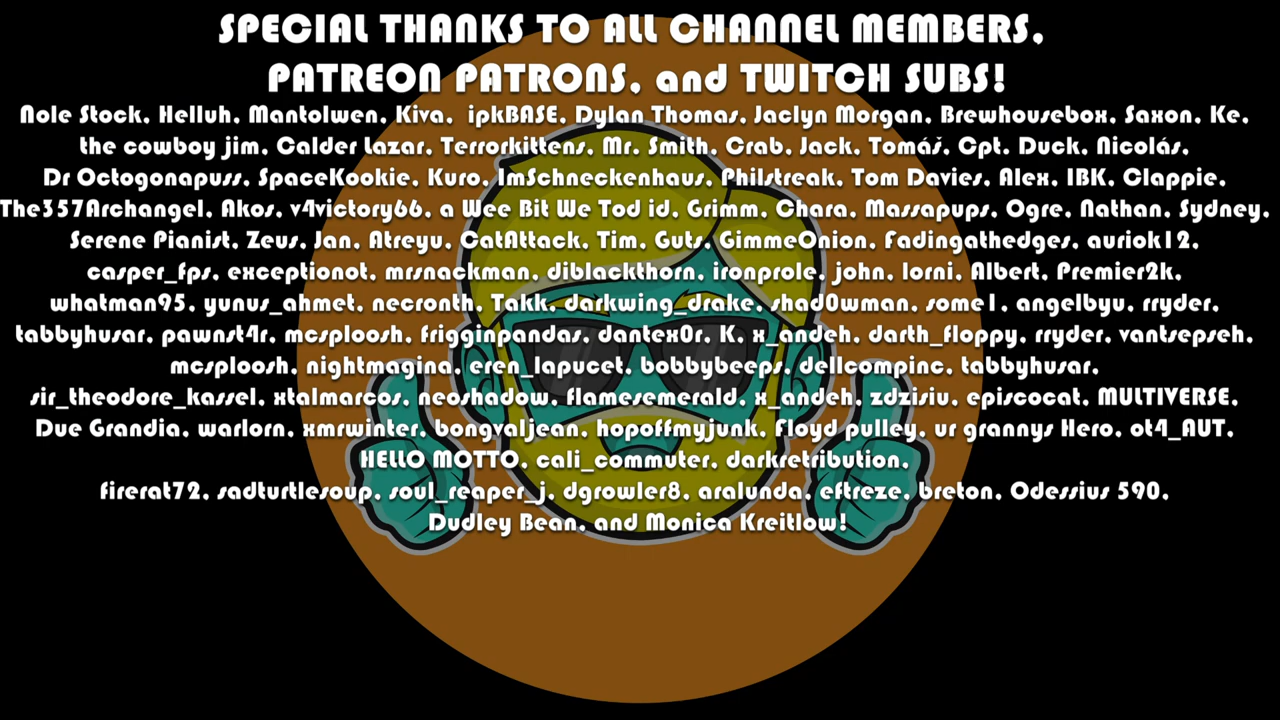 SPECIAL THANKS TO ALL CHANNEL MEMBERS,
PATREON PATRONS, and TWITCH SUBS!
Nole Stock, Helluh, Mantolwen, Kiva,  ipkBASE, Dylan Thomas, Jaclyn Morgan, Brewhousebox, Saxon, Ke,
the cowboy jim, Calder Lazar, Terrorkittens, Mr. Smith, Crab, Jack, Tomáš, Cpt. Duck, Nicolás,
Dr Octogonapuss, SpaceKookie, Kuro, ImSchneckenhaus, Philstreak, Tom Davies, Alex, IBK, Clappie,
The357Archangel, Akos, v4victory66, a Wee Bit We Tod id, Grimm, Chara, Massapups, Ogre, Nathan, Sydney,
Serene Pianist, Zeus, Jan, Atreyu, CatAttack, Tim, Guts, GimmeOnion, Fadingathedges, auriok12,
casper_fps, exceptionot, mrsnackman, diblackthorn, ironprole, john, lorni, Albert, Premier2k,
whatman95, yunus_ahmet, necronth, Takk, darkwing_drake, shad0wman, some1, angelbyu, rryder,
tabbyhusar, pawnst4r, mcsploosh, frigginpandas, dantex0r, K, x_andeh, darth_floppy, rryder, vantsepseh,
mcsploosh, nightmagina, eren_lapucet, bobbybeeps, dellcompinc, tabbyhusar,
sir_theodore_kassel, xtalmarcos, neoshadow, flamesemerald, x_andeh, zdzisiu, episcocat, MULTIVERSE,
Due Grandia, warlorn, xmrwinter, bongvaljean, hopoffmyjunk, Floyd pulley, ur grannys Hero, ot4_AUT,
HELLO MOTTO, cali_commuter, darkretribution,
firerat72, sadturtlesoup, soul_reaper_j, dgrowler8, aralunda, eftreze, breton, Odessius 590,
Dudley Bean, and Monica Kreitlow!